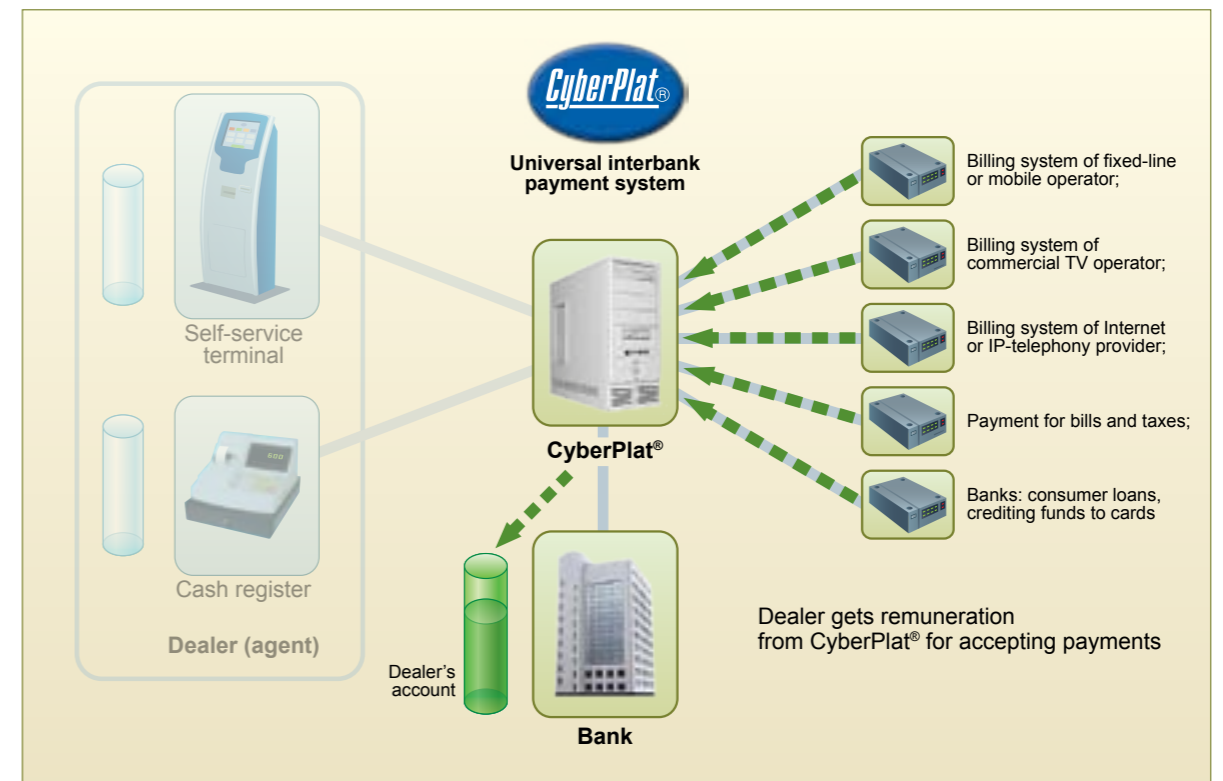 CyberPlat®
Universal interbank
payment system
Self-service
terminal
600
Cash register
Dealer (agent)
CyberPlat®
Dealer's
account
Bank
Billing system of fixed-line
or mobile operator;
Billing system of
commercial TV operator;
Billing system of Internet
or IP-telephony provider;
Payment for bills and taxes;
Banks: consumer loans,
crediting funds to cards
Dealer gets remuneration
from CyberPlat® for accepting payments